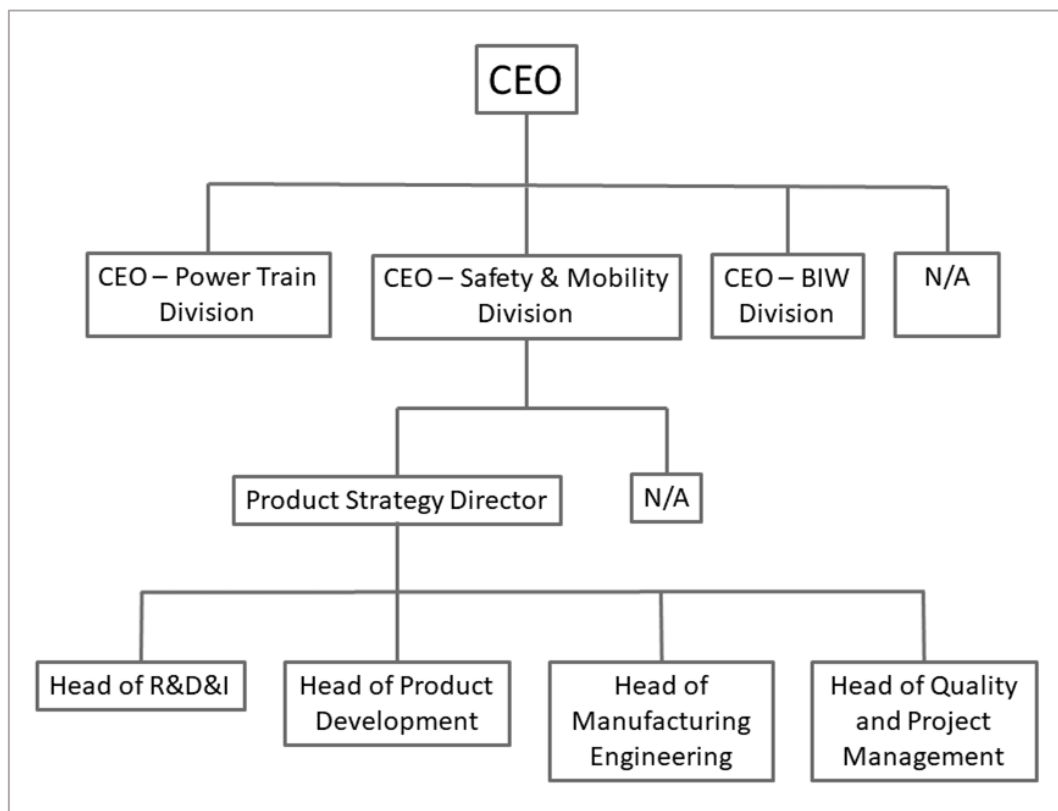 CEO
CEO – Power Train
Division
CEO – Safety & Mobility
Division
CEO – BIW
Division
N/A
Product Strategy Director
N/A
Head of R&D&I
Head of Product
Development
Head of
Manufacturing
Engineering
Head of Quality
and Project
Management